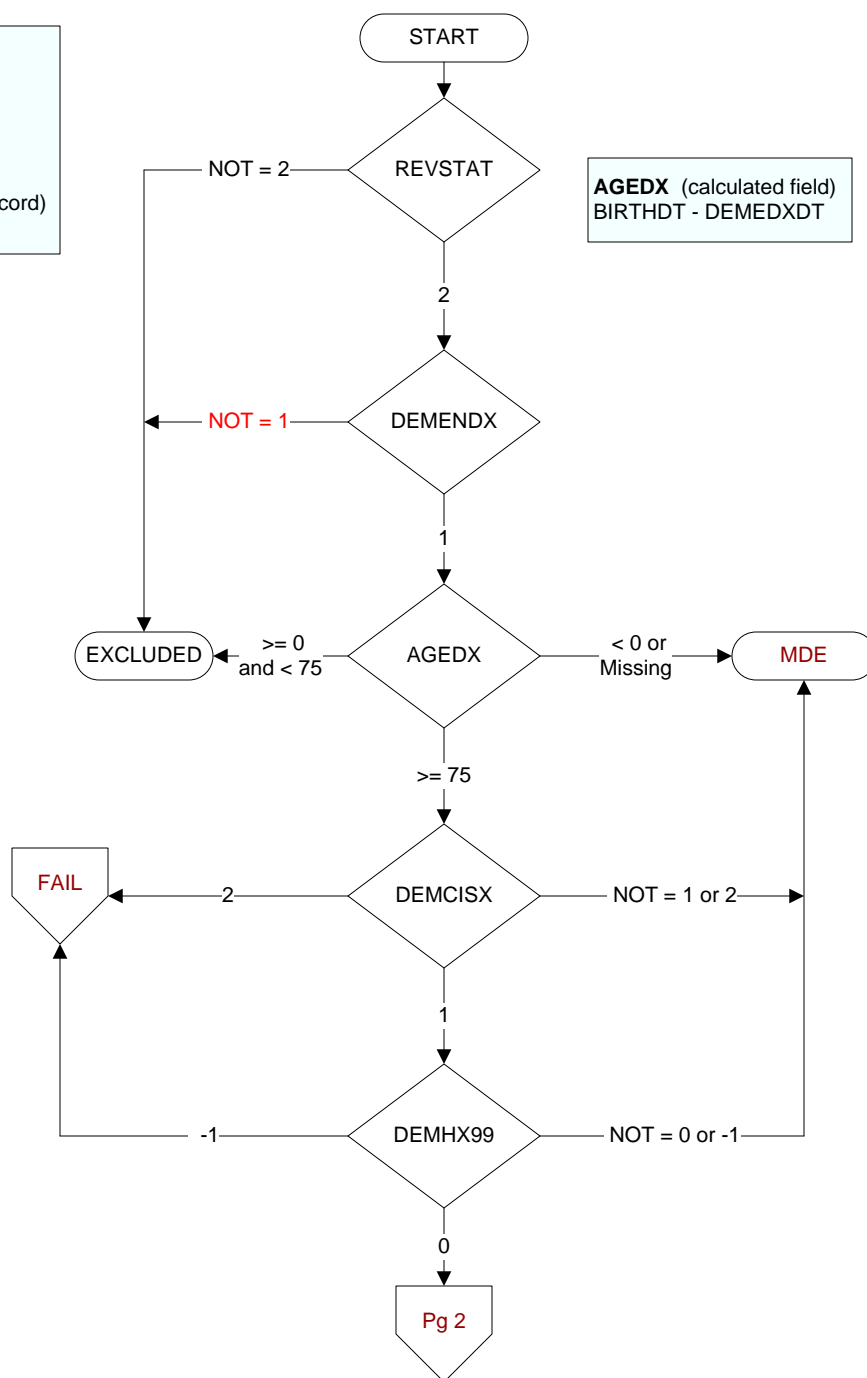 START
NOT = 2
REVSTAT
cord)
AGEDX (calculated field)
BIRTHDT - DEMEDXDT
2
NOT = 1
DEMENDX
1
EXCLUDED
>= 0
and < 75
AGEDX
< 0 or
Missing
MDE
>= 75
FAIL
2
DEMCISX
NOT = 1 or 2
1
-1
DEMHX99
NOT = 0 or -1
0
Pg 2